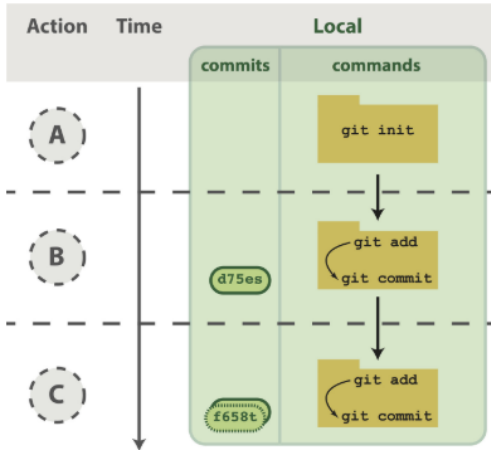 Action Time Local
commits commands
A git init
B git add
d75es git commit
C git add
f658t git commit